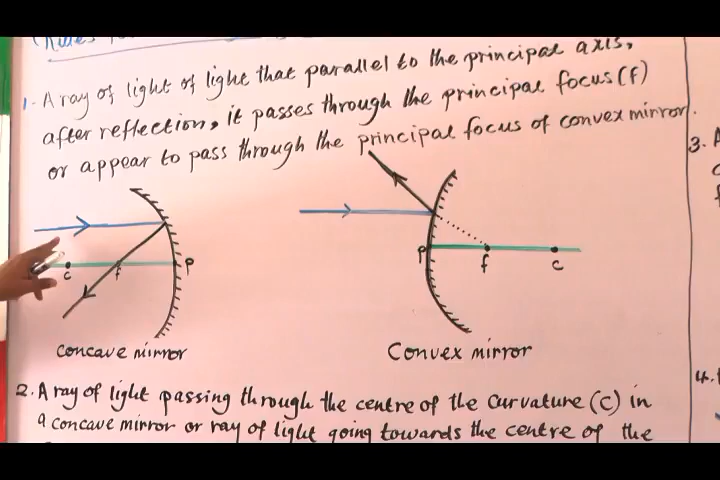 Rules
1. A ray of light of light that parallel to the principal axis,
after reflection, it passes through the principal focus (f)
or appear to pass through the principal focus of convex mirror.
3. A
P
P
f
c
c
f
concave mirror
Convex mirror
4.
2. A ray of light passing through the centre of the curvature (C) in
a concave mirror or ray of light going towards the centre of the